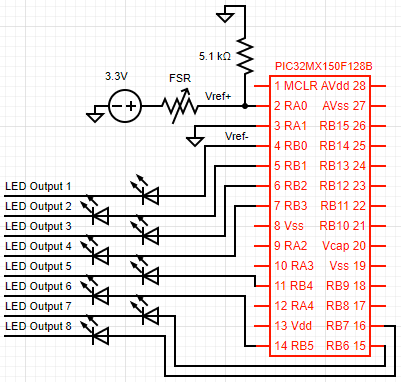 5.1 kΩ
3.3V
FSR
Vref+
Vref-
PIC32MX150F128B
1 MCLR AVdd 28
2 RA0 AVss 27
3 RA1 RB15 26
4 RB0 RB14 25
5 RB1 RB13 24
6 RB2 RB12 23
7 RB3 RB11 22
8 Vss RB10 21
9 RA2 Vcap 20
10 RA3 Vss 19
11 RB4 RB9 18
12 RA4 RB8 17
13 Vdd RB7 16
14 RB5 RB6 15
LED Output 1
LED Output 2
LED Output 3
LED Output 4
LED Output 5
LED Output 6
LED Output 7
LED Output 8